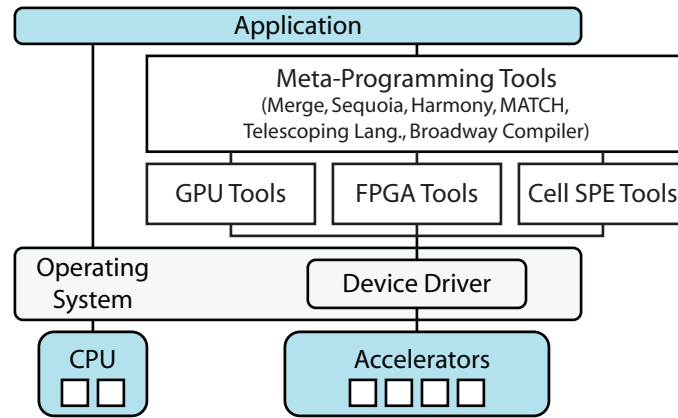 Application
Meta-Programming Tools
(Merge, Sequoia, Harmony, MATCH,
Telescoping Lang., Broadway Compiler)
GPU Tools
FPGA Tools
Cell SPE Tools
Operating
System
Device Driver
CPU
Accelerators